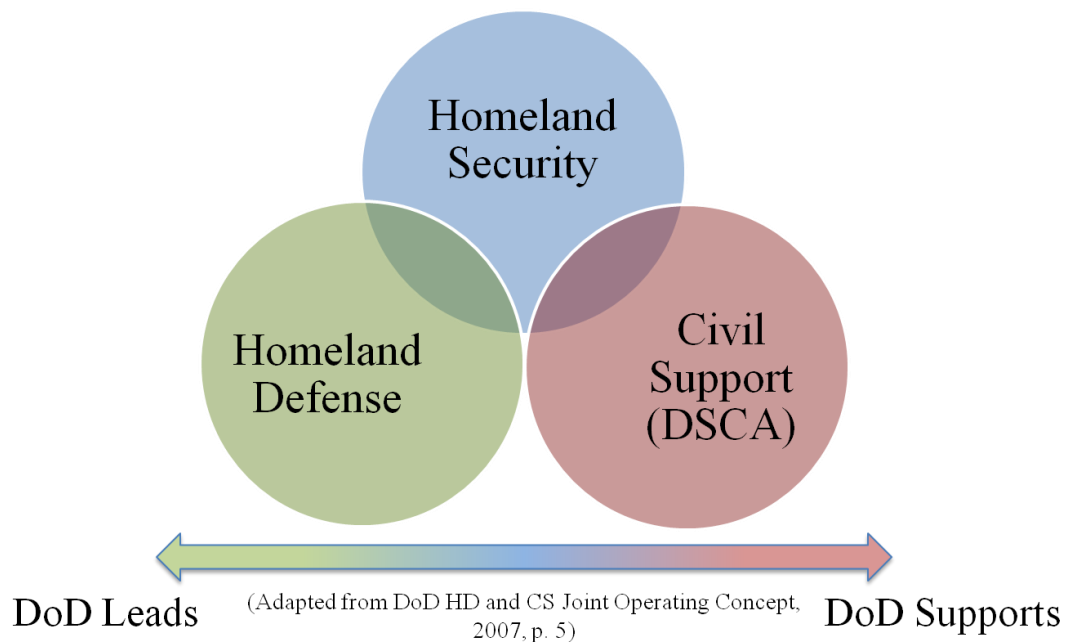 Homeland
Security
Homeland
Defense
Civil
Support
(DSCA)
DoD Leads
(Adapted from DoD HD and CS Joint Operating Concept,
2007, p. 5)
DoD Supports